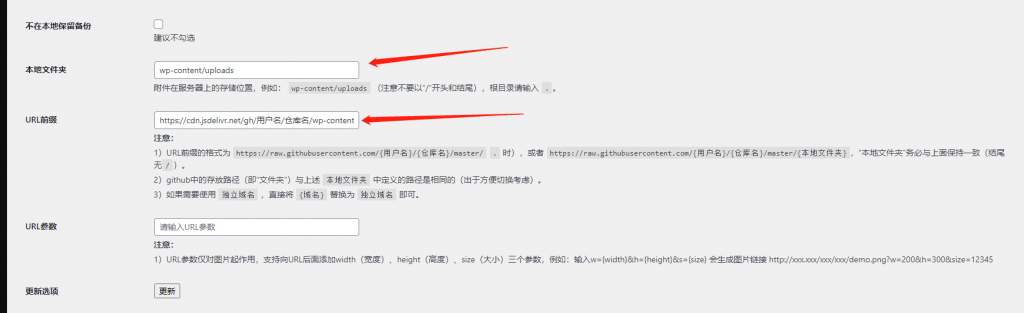 不在本地保留备份
建议不勾选
本地文件夹
wp-content/uploads
附件在服务器上的存储位置，例如： wp-content/uploads （注意不要以“/”开头和结尾），根目录请输入 . 。
URL前缀
https://cdn.jsdelivr.net/gh/用户名/仓库名/wp-content
注意：
1）URL前缀的格式为 https://raw.githubusercontent.com/{用户名}/{仓库名}/master/ . 时），或者 https://raw.githubusercontent.com/{用户名}/{仓库名}/master/{本地文件夹} ，“本地文件夹”务必与上面保持一致（结尾
无 / ）。
2）github中的存放路径（即“文件夹”）与上述 本地文件夹 中定义的路径是相同的（出于方便切换考虑）。
3）如果需要使用 独立域名 ，直接将 {域名} 替换为 独立域名 即可。
URL参数
请输入URL参数
注意：
1）URL参数仅对图片起作用，支持向URL后面添加width（宽度）、height（高度）、size（大小）三个参数，例如：输入w={width}&h={height}&s={size} 会生成图片链接 http://xxx.xxx/xxx/xxx/demo.png?w=200&h=300&size=12345
更新选项
更新